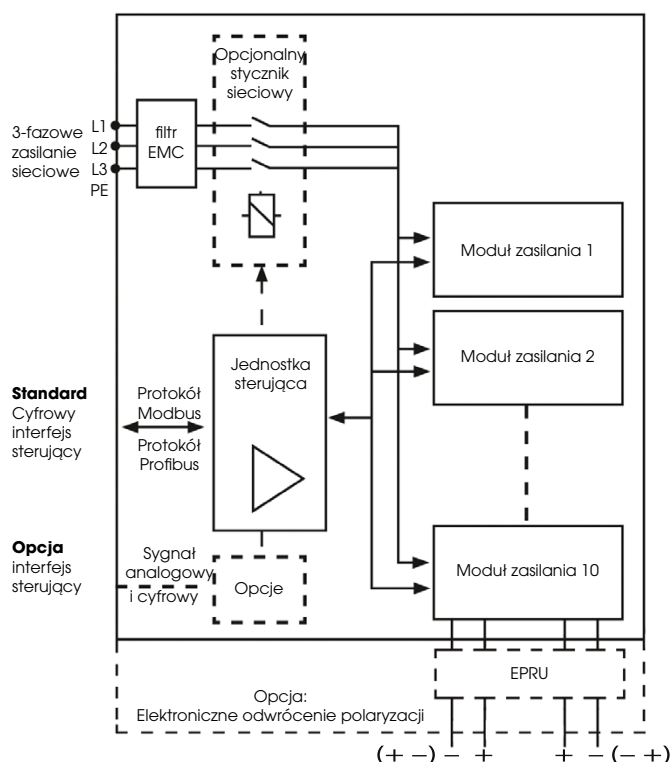 Opcjonalny
stycznik
sieciowy
3-fazowe
zasilanie
sieciowe
L1
L2
L3
PE
filtr
EMC
Moduł zasilania 1
Moduł zasilania 2
Moduł zasilania 10
Jednostka
sterująca
Standard
Cyfrowy
interfejs
sterujący
Protokół
Modbus
Protokół
Profibus
Opcja
interfejs
sterujący
Sygnał
analogowy
i cyfrowy
Opcje
EPRU
Opcja:
Elektroniczne odwrócenie polaryzacji
(+ −) − + + − (− +)